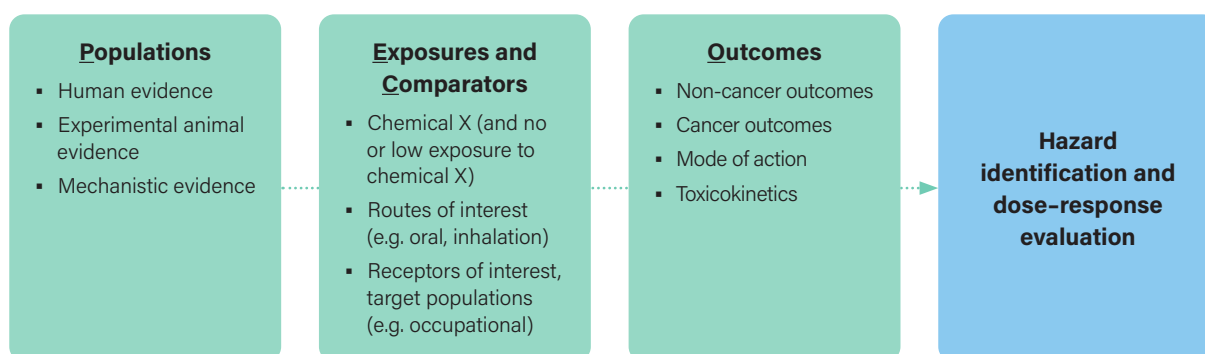 Populations
▪ Human evidence
▪ Experimental animal
evidence
▪ Mechanistic evidence
Exposures and
Comparators
▪ Chemical X (and no
or low exposure to
chemical X)
▪ Routes of interest
(e.g. oral, inhalation)
▪ Receptors of interest,
target populations
(e.g. occupational)
Outcomes
▪ Non-cancer outcomes
▪ Cancer outcomes
▪ Mode of action
▪ Toxicokinetics
Hazard
identification and
dose–response
evaluation